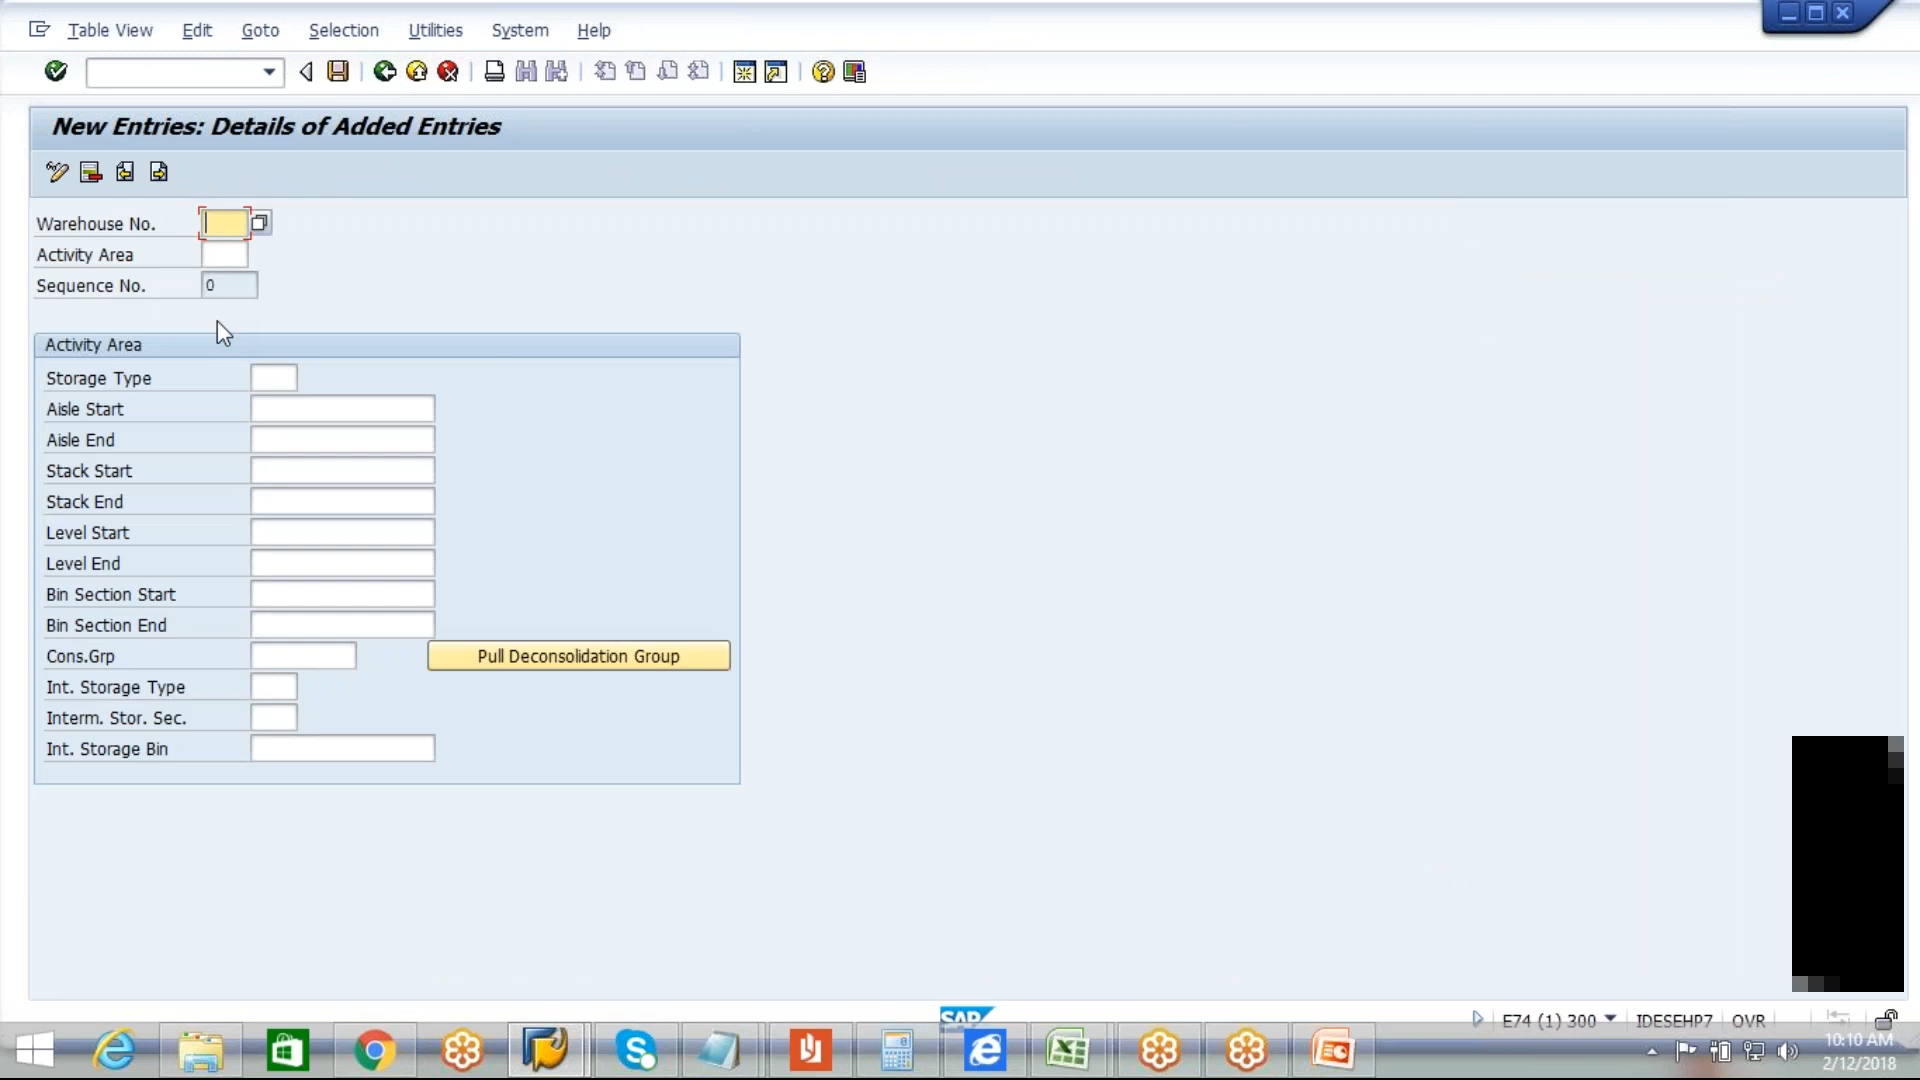 Table View Edit Goto Selection Utilities System Help
New Entries: Details of Added Entries
Warehouse No.
Activity Area
Sequence No. 0
Activity Area
Storage Type
Aisle Start
Aisle End
Stack Start
Stack End
Level Start
Level End
Bin Section Start
Bin Section End
Cons.Grp Pull Deconsolidation Group
Int. Storage Type
Interm. Stor. Sec.
Int. Storage Bin
SAP
E74 (1) 300 IDESEHP7 OVR
10:10 AM
2/12/2018